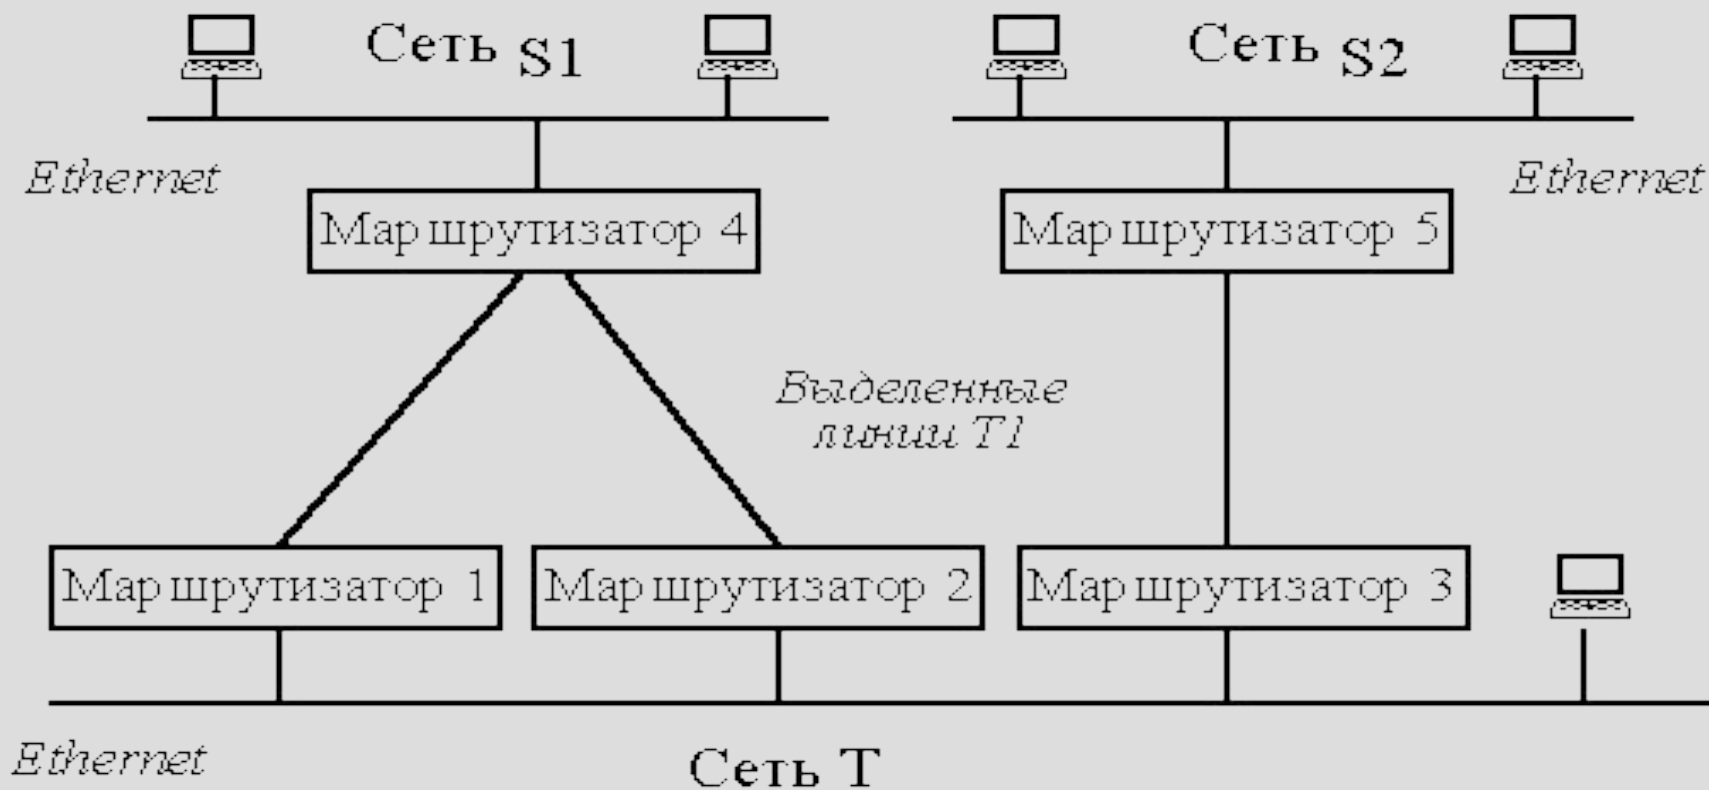 Сеть S1
Сеть S2
Ethernet
Ethernet
Маршрутизатор 4
Маршрутизатор 5
Выделенные
линии T1
Маршрутизатор 1
Маршрутизатор 2
Маршрутизатор 3
Ethernet
Сеть T